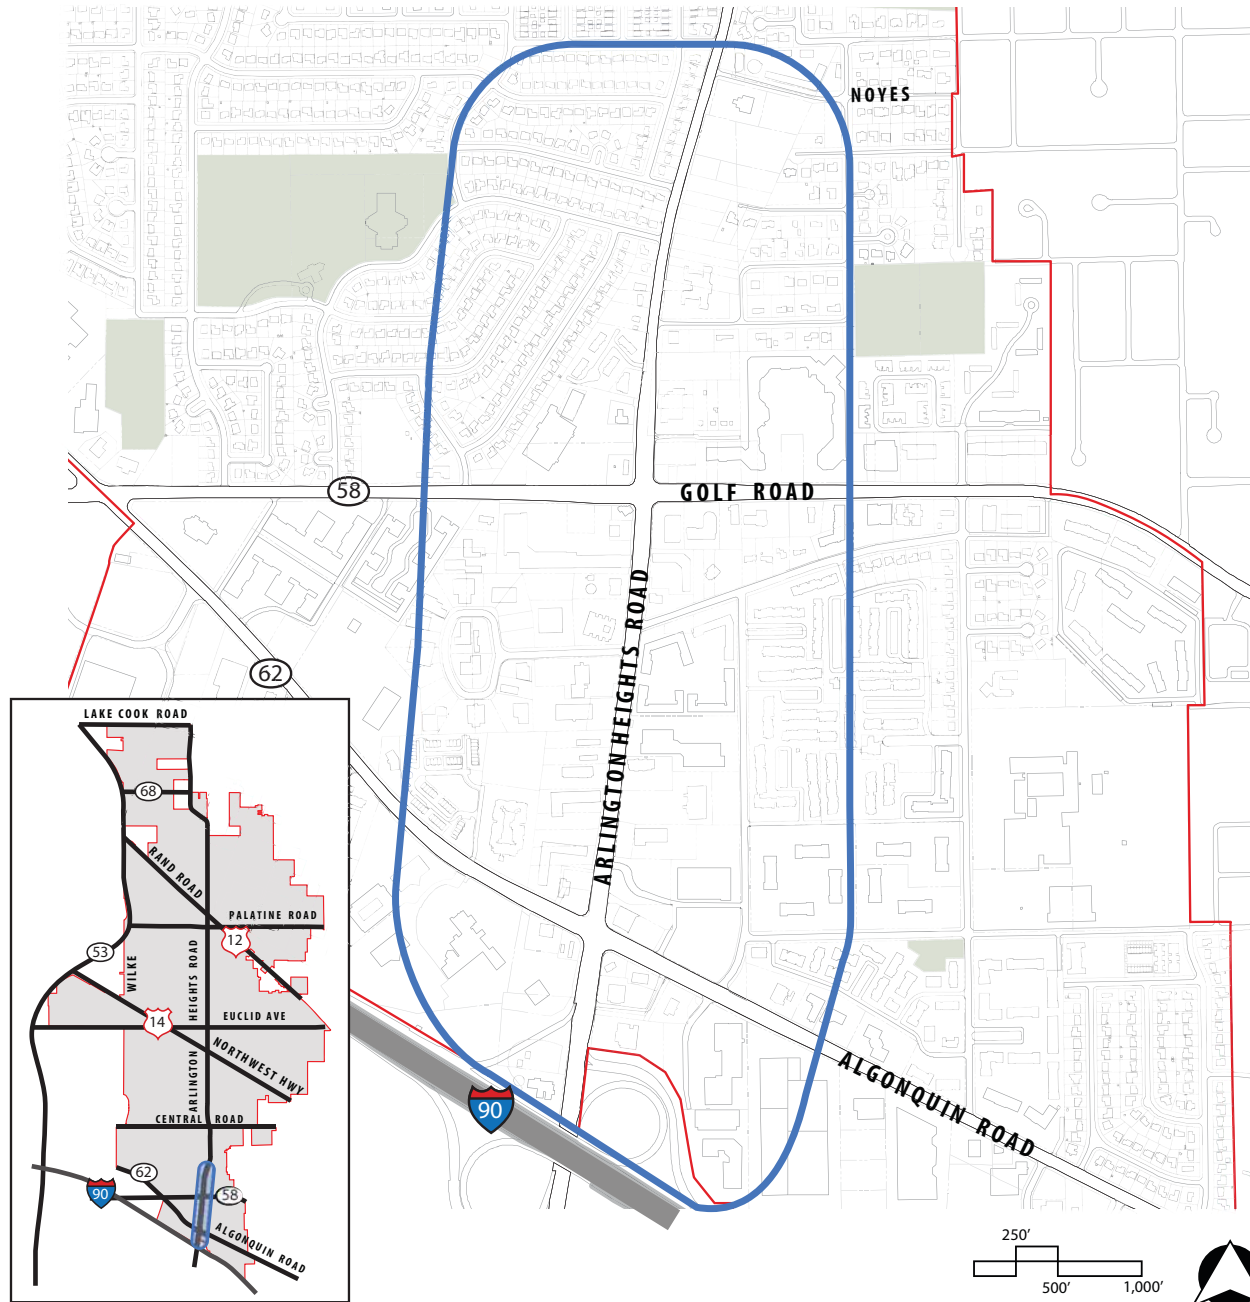 NOYES
58
GOLF ROAD
ARLINGTON HEIGHTS ROAD
62
ALGONQUIN ROAD
90
LAKE COOK ROAD
68
RAND ROAD
PALATINE ROAD
12
53
WILKE
ARLINGTON HEIGHTS ROAD
14
EUCLID AVE
NORTHWEST HWY
CENTRAL ROAD
62
90
58
ALGONQUIN ROAD
250'
500' 1,000'